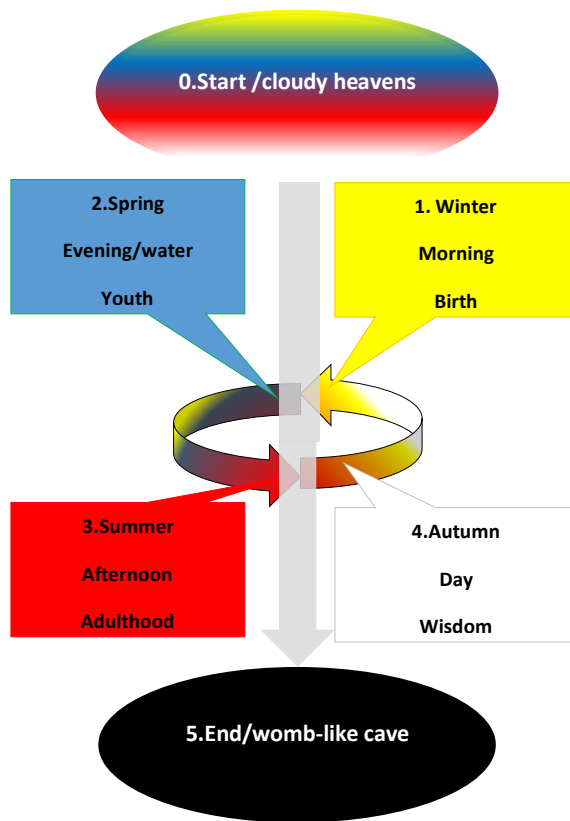 0.Start /cloudy heavens
2.Spring
Evening/water
Youth
1. Winter
Morning
Birth
3.Summer
Afternoon
Adulthood
4.Autumn
Day
Wisdom
5.End/womb-like cave